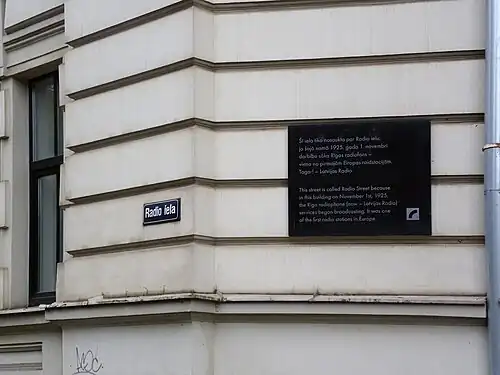 Šī iela tika nosaukta par Radio ielu,
jo šajā namā 1925. gada 1. novembrī
darbību sāka Rīgas radiofons –
viena no pirmajām Eiropas raidstacijām.
Tagad – Latvijas Radio
This street is called Radio Street because
in this building on November 1st, 1925,
the Riga radiophone (now – Latvijas Radio)
services began broadcasting. It was one
of the first radio stations in Europe.
Radio iela